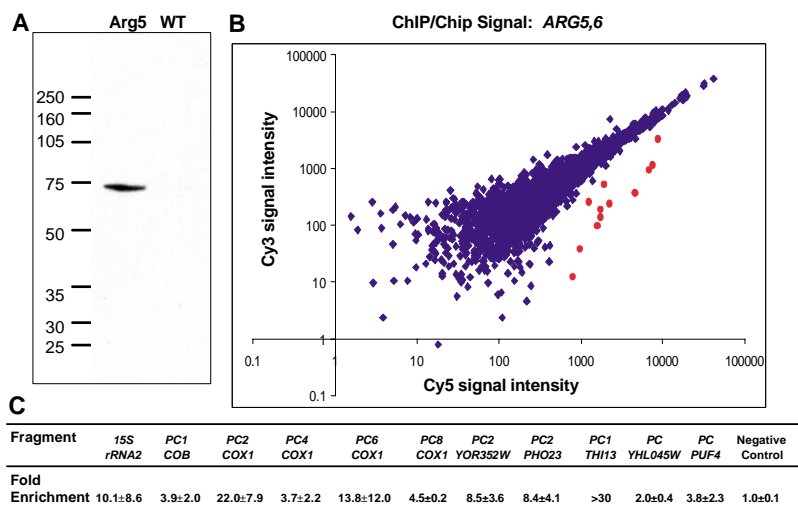 A
Arg5 WT
250
160
105
75
50
35
30
25
B
ChIP/Chip Signal: ARG5,6
Cy3 signal intensity
100000
10000
1000
100
10
1
0.1
0.1 1 10 100 1000 10000 100000
Cy5 signal intensity
C
Fragment 15S rRNA2 PC1 COB PC2 COX1 PC4 COX1 PC6 COX1 PC8 COX1 PC2 YOR352W PC2 PHO23 PC1 THI13 PC YHL045W PC PUF4 Negative Control
Fold
Enrichment 10.1±8.6 3.9±2.0 22.0±7.9 3.7±2.2 13.8±12.0 4.5±0.2 8.5±3.6 8.4±4.1 >30 2.0±0.4 3.8±2.3 1.0±0.1